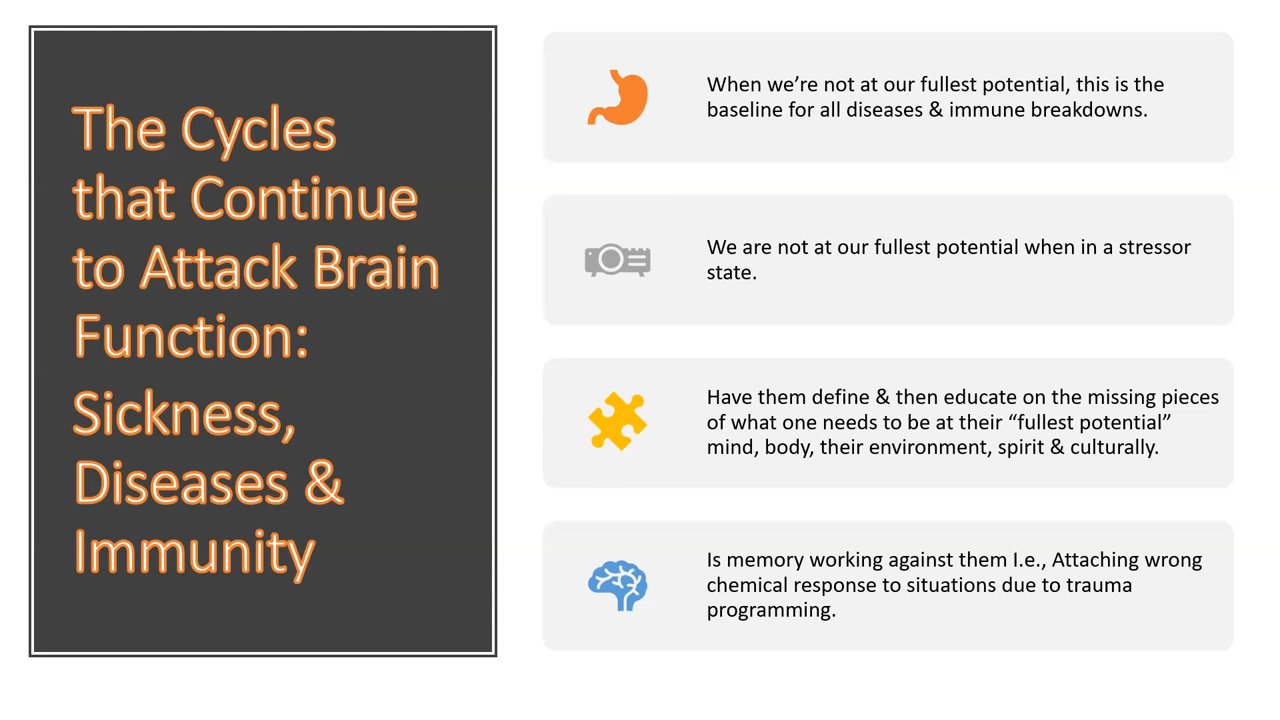 The Cycles
that Continue
to Attack Brain
Function:
Sickness,
Diseases &
Immunity
When we’re not at our fullest potential, this is the
baseline for all diseases & immune breakdowns.
We are not at our fullest potential when in a stressor
state.
Have them define & then educate on the missing pieces
of what one needs to be at their “fullest potential”
mind, body, their environment, spirit & culturally.
Is memory working against them I.e., Attaching wrong
chemical response to situations due to trauma
programming.